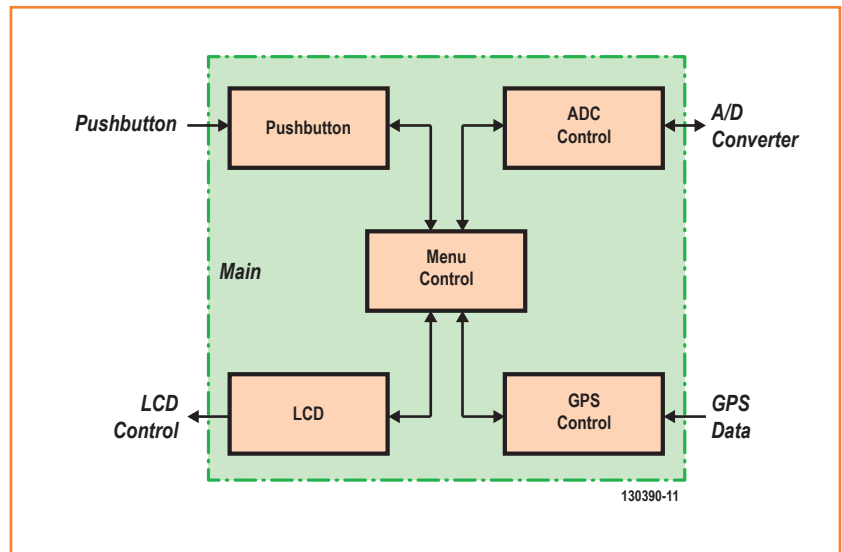 Pushbutton
Pushbutton
ADC
Control
A/D
Converter
Main
Menu
Control
LCD
Control
LCD
GPS
Control
GPS
Data
130390-11